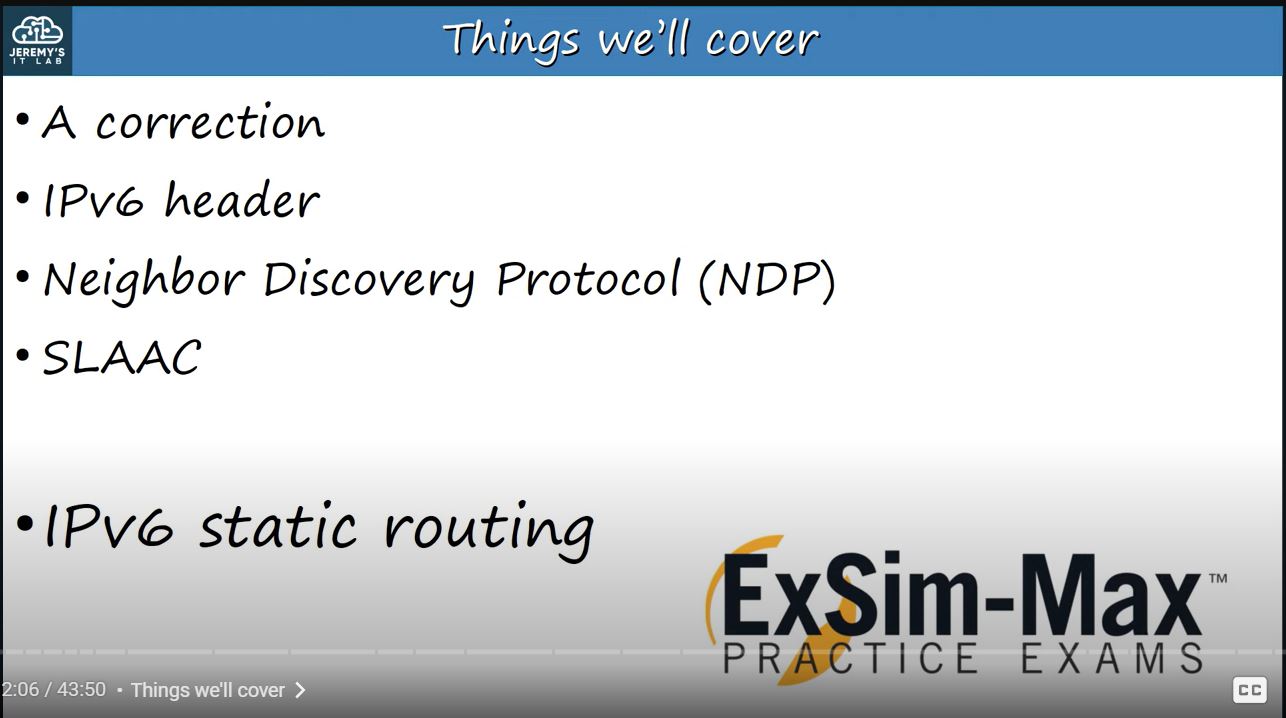 JEREMY'S
IT LAB
Things we'll cover
• A correction
• IPv6 header
• Neighbor Discovery Protocol (NDP)
• SLAAC
• IPv6 static routing
ExSim-Max™
PRACTICE EXAMS
2:06 / 43:50 • Things we'll cover
CC